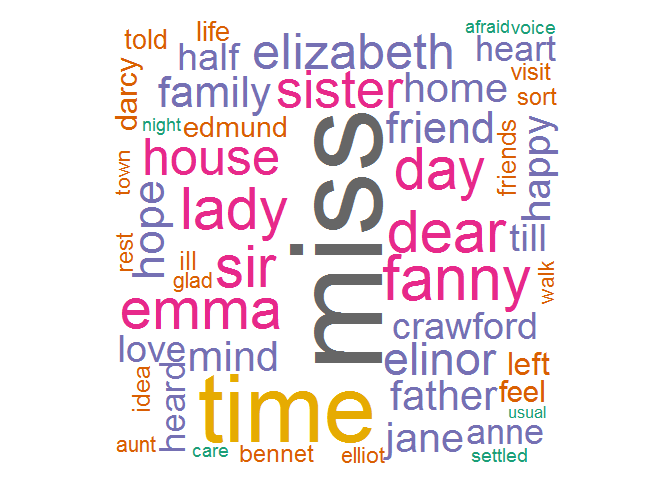 told
life
afraid
voice
half
elizabeth
heart
darcy
family
sister
home
visit
sort
night
edmund
miss
friend
friends
happy
town
house
day
hope
lady
dear
till
rest
ill
glad
sir
fanny
walk
emma
crawford
love
mind
elinor
left
idea
heard
time
father
feel
usual
aunt
care
bennet
elliot
jane
anne
settled